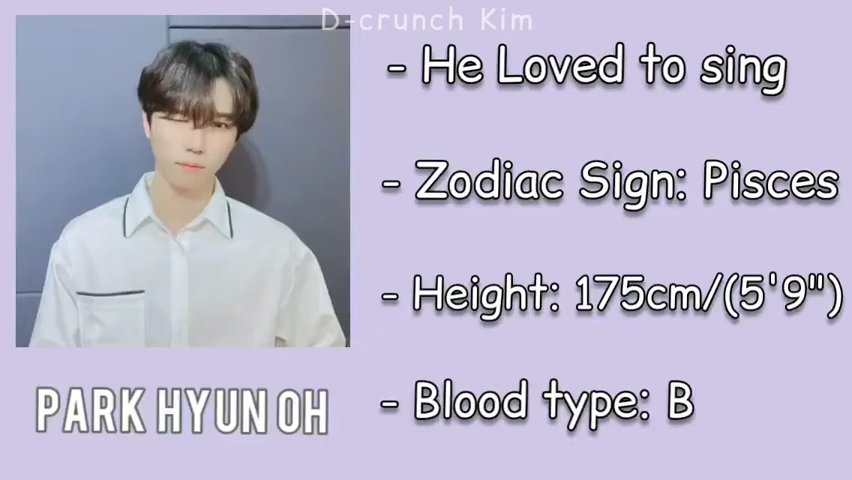 D-crunch Kim
- He Loved to sing
- Zodiac Sign: Pisces
- Height: 175cm/(5'9")
- Blood type: B
PARK HYUN OH